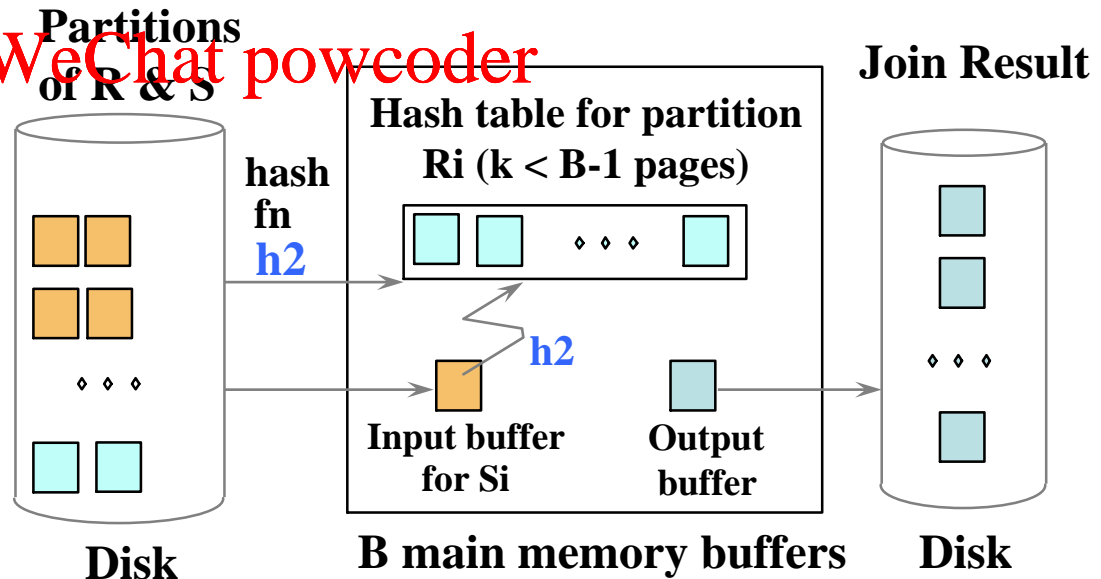 Partitions
WeChat powcoder
of R & S
Join Result
Hash table for partition
Ri (k < B-1 pages)
hash
fn
h2
h2
Input buffer
for Si
Output
buffer
Disk
B main memory buffers
Disk